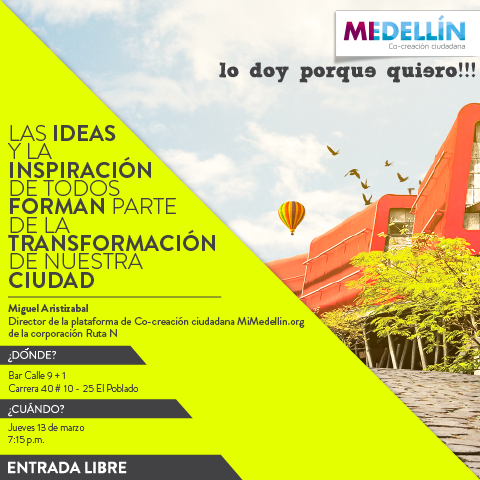 MEDELLÍN
Co-creación ciudadana
lo doy porque quiero!!!
LAS IDEAS
Y LA
INSPIRACIÓN
DE TODOS
FORMAN PARTE
DE LA
TRANSFORMACIÓN
DE NUESTRA
CIUDAD
Miguel Aristizabal
Director de la plataforma de Co-creación ciudadana MiMedellin.org
de la corporación Ruta N
¿DÓNDE?
Bar Calle 9 + 1
Carrera 40 # 10 - 25 El Poblado
¿CUÁNDO?
Jueves 13 de marzo
7:15 p.m.
ENTRADA LIBRE